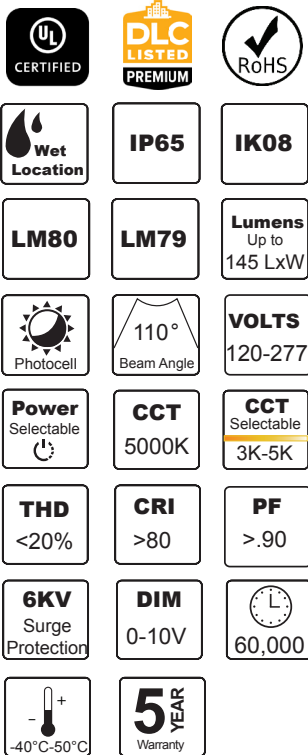 UL
CERTIFIED
DLC
LISTED
PREMIUM
RoHS
Wet
Location
IP65
IK08
LM80
LM79
Lumens
Up to
145 LxW
Photocell
110°
Beam Angle
VOLTS
120-277
Power
Selectable
CCT
5000K
CCT
Selectable
3K-5K
THD
<20%
CRI
>80
PF
>.90
6KV
Surge
Protection
DIM
0-10V
60,000
+
-
-40°C-50°C
5 YEAR
Warranty